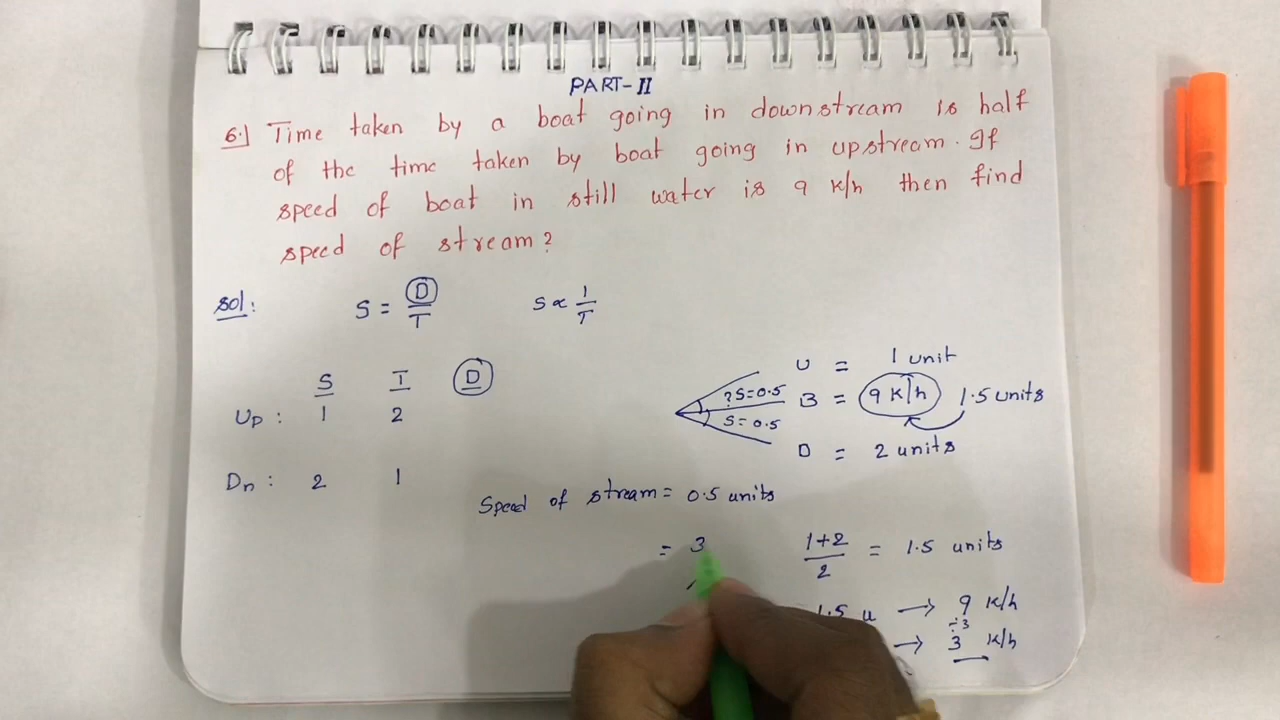 PART-II
6.) Time taken by a boat going in downstream is half
of the time taken by boat going in upstream. If
speed of boat in still water is 9 k/h then find
speed of stream?
Sol: S = D/T S ∝ 1/T
S T D
Up: 1 2
Dn: 2 1
U = 1 unit
?S=0.5 B = 9 k/h 1.5 units
S=0.5
D = 2 units
Speed of stream = 0.5 units
= 3
1+2/2 = 1.5 units
1.5 u → 9 k/h
÷3
→ 3 k/h